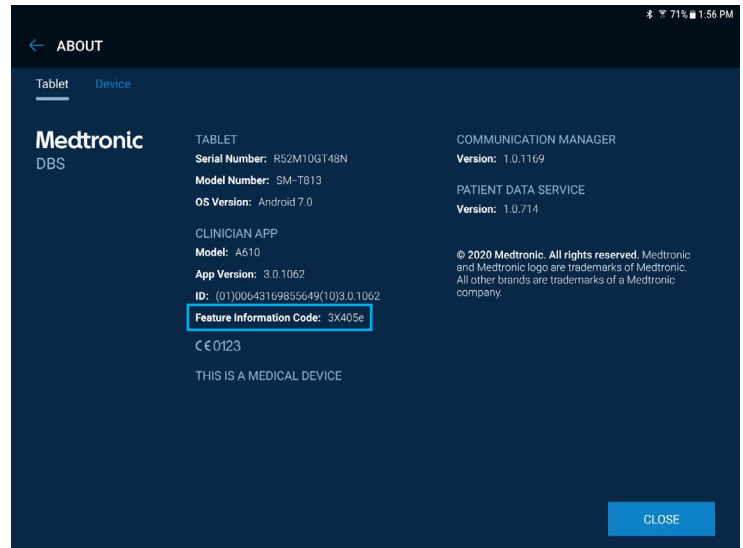 71% 1:56 PM
← ABOUT
Tablet Device
Medtronic
DBS
TABLET
Serial Number: R52M10GT48N
Model Number: SM-T813
OS Version: Android 7.0
CLINICIAN APP
Model: A610
App Version: 3.0.1062
ID: (01)00643169855649(10)3.0.1062
Feature Information Code: 3X405e
CE0123
THIS IS A MEDICAL DEVICE
COMMUNICATION MANAGER
Version: 1.0.1169
PATIENT DATA SERVICE
Version: 1.0.714
© 2020 Medtronic. All rights reserved. Medtronic
and Medtronic logo are trademarks of Medtronic.
All other brands are trademarks of a Medtronic
company.
CLOSE